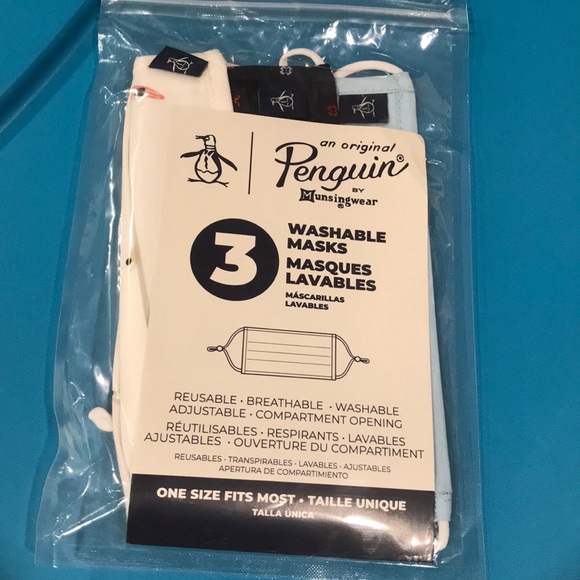 an original
Penguin®
BY
Munsingwear®
3
WASHABLE
MASKS
MASQUES
LAVABLES
MÁSCARILLAS
LAVABLES
REUSABLE • BREATHABLE • WASHABLE
ADJUSTABLE • COMPARTMENT OPENING
RÉUTILISABLES • RESPIRANTS • LAVABLES
AJUSTABLES • OUVERTURE DU COMPARTIMENT
REUSABLES • TRANSPIRABLES • LAVABLES • AJUSTABLES
APERTURA DE COMPARTIMIENTO
ONE SIZE FITS MOST • TAILLE UNIQUE
TALLA ÚNICA